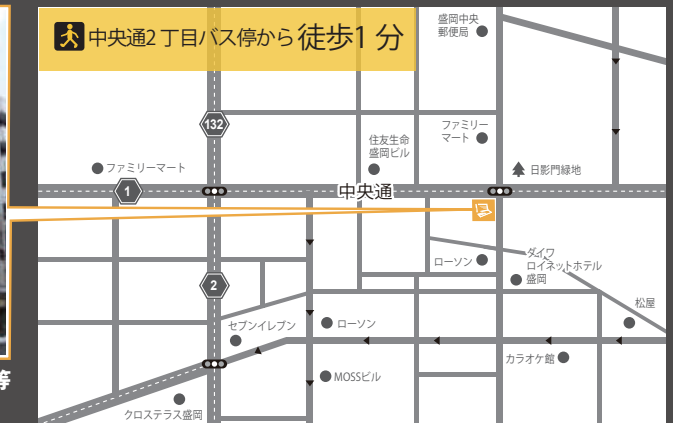 中央通2丁目バス停から徒歩1分
盛岡中央
郵便局
132
ファミリー
マート
住友生命
盛岡ビル
ファミリーマート
日影門緑地
1
中央通
ローソン
ダイワ
ロイネットホテル
盛岡
2
松屋
セブンイレブン
ローソン
カラオケ館
MOSSビル
等
クロステラス盛岡